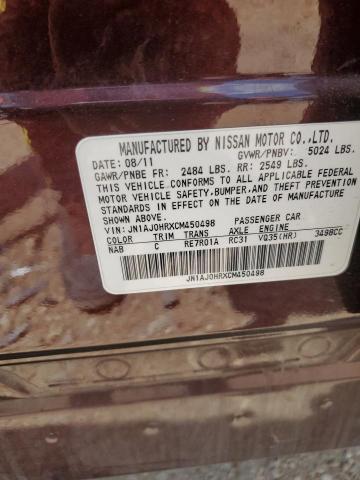 MANUFACTURED BY NISSAN MOTOR CO.,LTD.
DATE: 08/11 GVWR/PNBV: 5024 LBS.
GAWR/PNBE FR: 2484 LBS. RR: 2549 LBS.
THIS VEHICLE CONFORMS TO ALL APPLICABLE FEDERAL
MOTOR VEHICLE SAFETY,BUMPER,AND THEFT PREVENTION
STANDARDS IN EFFECT ON THE DATE OF MANUFACTURE
SHOWN ABOVE.
VIN: JN1AJ0HRXCM450498 PASSENGER CAR
COLOR TRIM TRANS AXLE ENGINE
NAB C RE7R01A RC31 VQ35(HR) 3498CC
JN1AJ0HRXCM450498